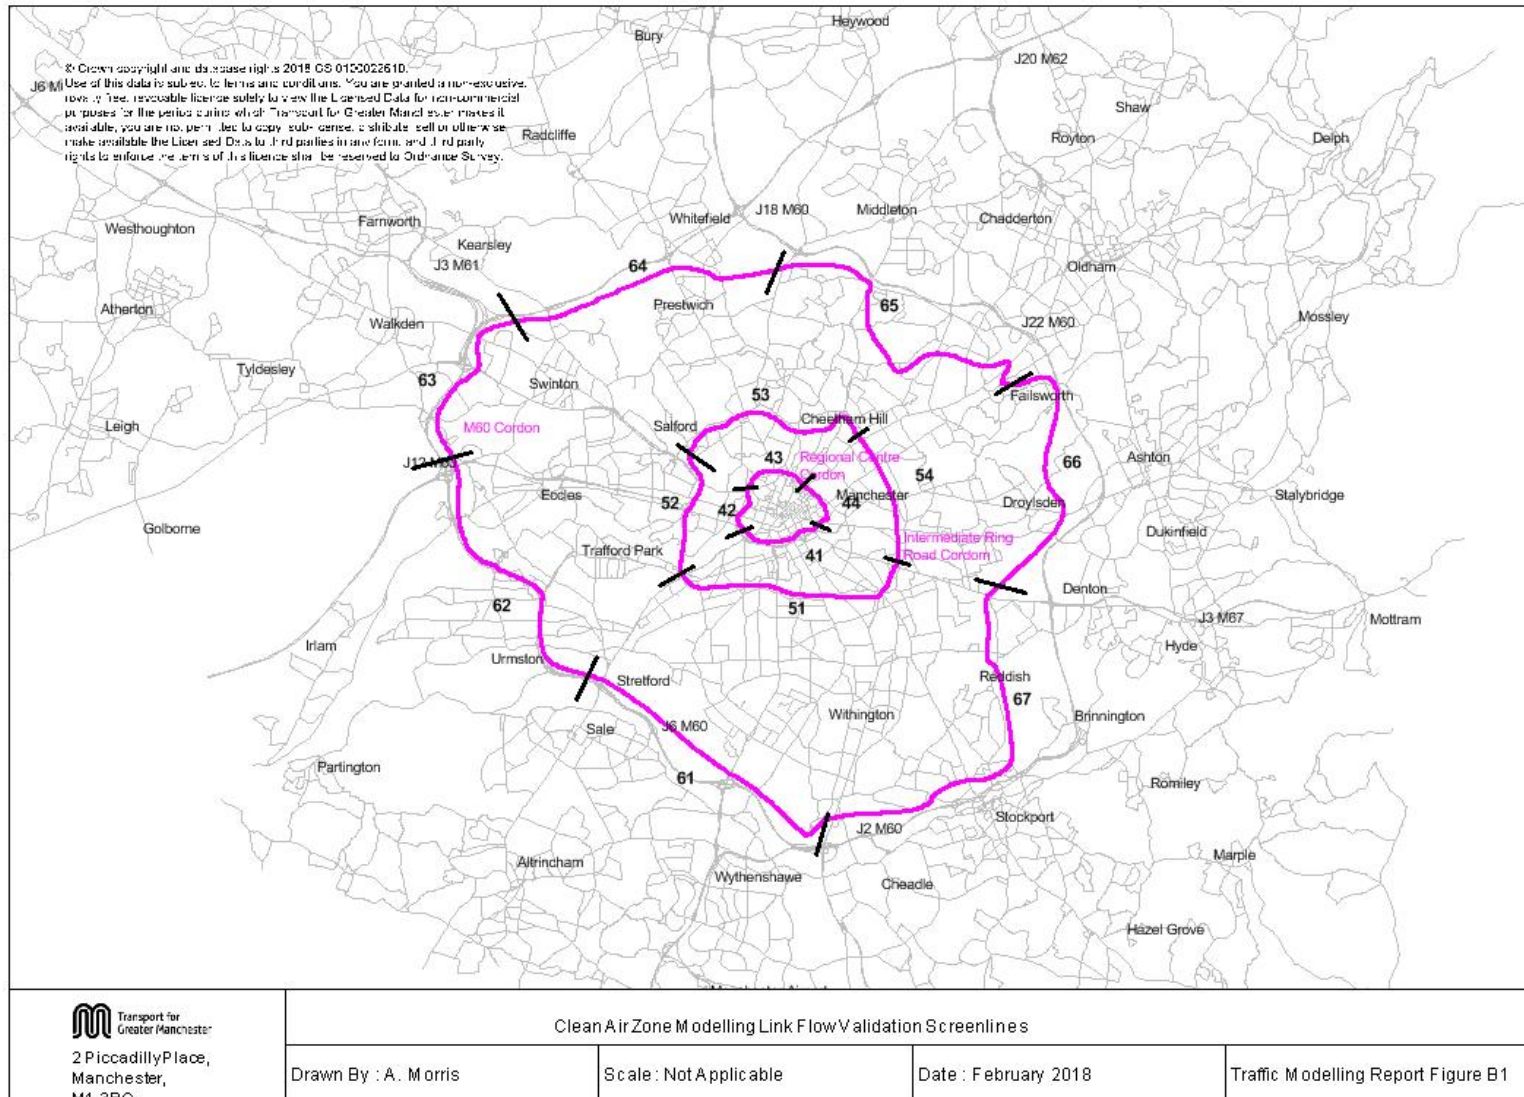 Bury
Heywood
J20 M62
© Crown copyright and database rights 2018 OS 0100022610.
Use of this data is subject to terms and conditions. You are granted a non-exclusive,
royalty free, revocable license solely to view the Licensed Data for non-commercial
purposes for the period during which Transport for Greater Manchester makes it
available, you are not permitted to copy, sub-license, distribute, sell or otherwise
make available the Licensed Data to third parties in any form, and third party
rights to enforce the terms of this licence shall be reserved to Ordnance Survey.
Shaw
Radcliffe
Royton
Delph
Whitefield
J18 M60
Middleton
Chadderton
Westhoughton
Farnworth
Kearsley
J3 M61
64
Oldham
Atherton
Walkden
Prestwich
65
J22 M60
Mossley
Tyldesley
63
Swinton
53
Failsworth
Leigh
M60 Cordon
Salford
Cheetham Hill
43
Regional Centre
Cordon
54
66
Ashton
Eccles
52
42
Manchester
44
Droylsden
Stalybridge
Golborne
Trafford Park
41
Intermediate Ring
Road Cordom
Dukinfield
62
51
Denton
J3 M67
Mottram
Irlam
Urmston
Stretford
Reddish
Hyde
67
Sale
J6 M60
Withington
Brinnington
Partington
61
Romiley
J2 M60
Stockport
Altrincham
Wythenshawe
Cheadle
Marple
Hazel Grove
Transport for
Greater Manchester
2 Piccadilly Place,
Manchester,
Clean Air Zone Modelling Link Flow Validation Screenlines
Drawn By : A. Morris
Scale : Not Applicable
Date : February 2018
Traffic Modelling Report Figure B1